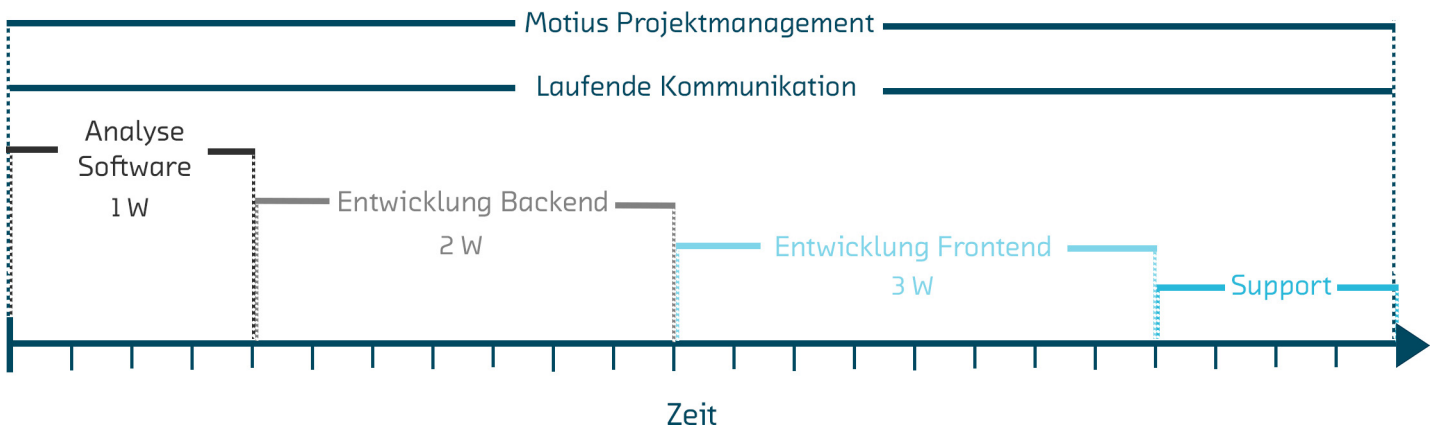 Motius Projektmanagement
Laufende Kommunikation
Analyse
Software
1 W
Entwicklung Backend
2 W
Entwicklung Frontend
3 W
Support
Zeit